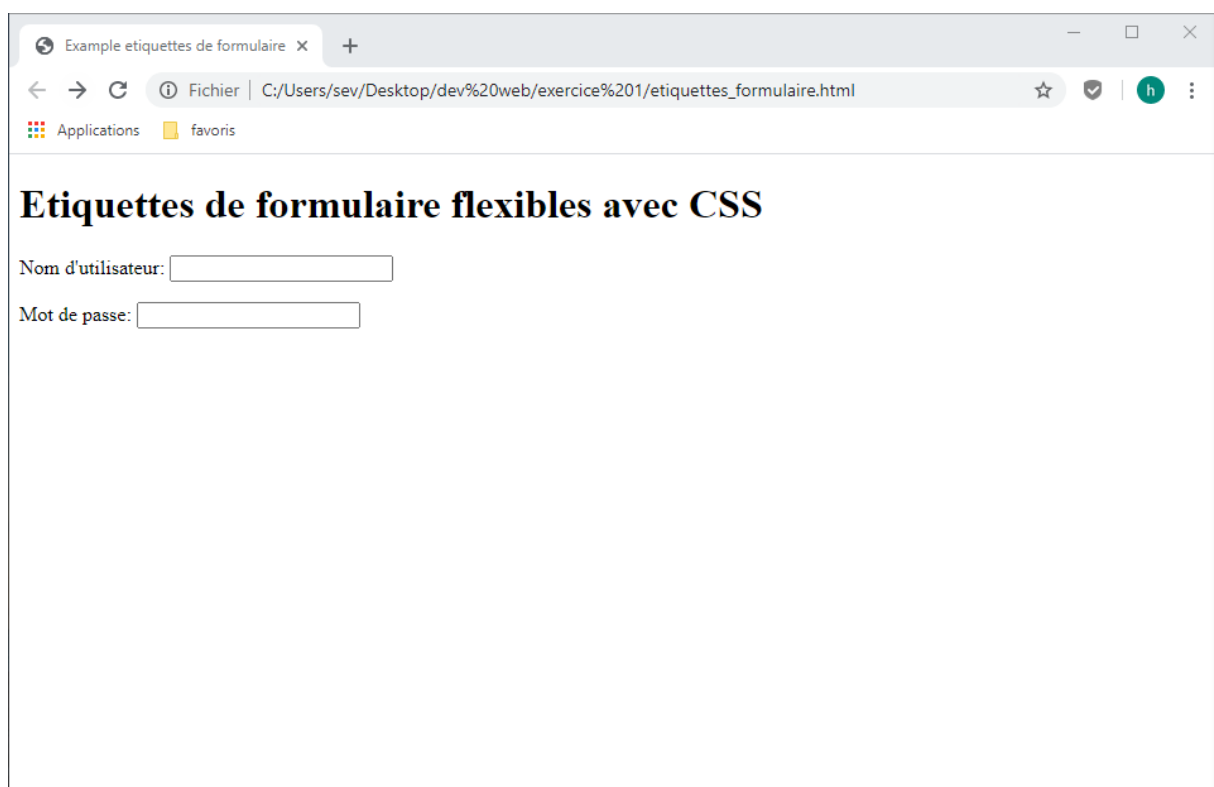 Example etiquettes de formulaire
Fichier C:/Users/sev/Desktop/dev%20web/exercice%201/etiquettes_formulaire.html
h
Applications favoris
Etiquettes de formulaire flexibles avec CSS
Nom d'utilisateur:
Mot de passe: